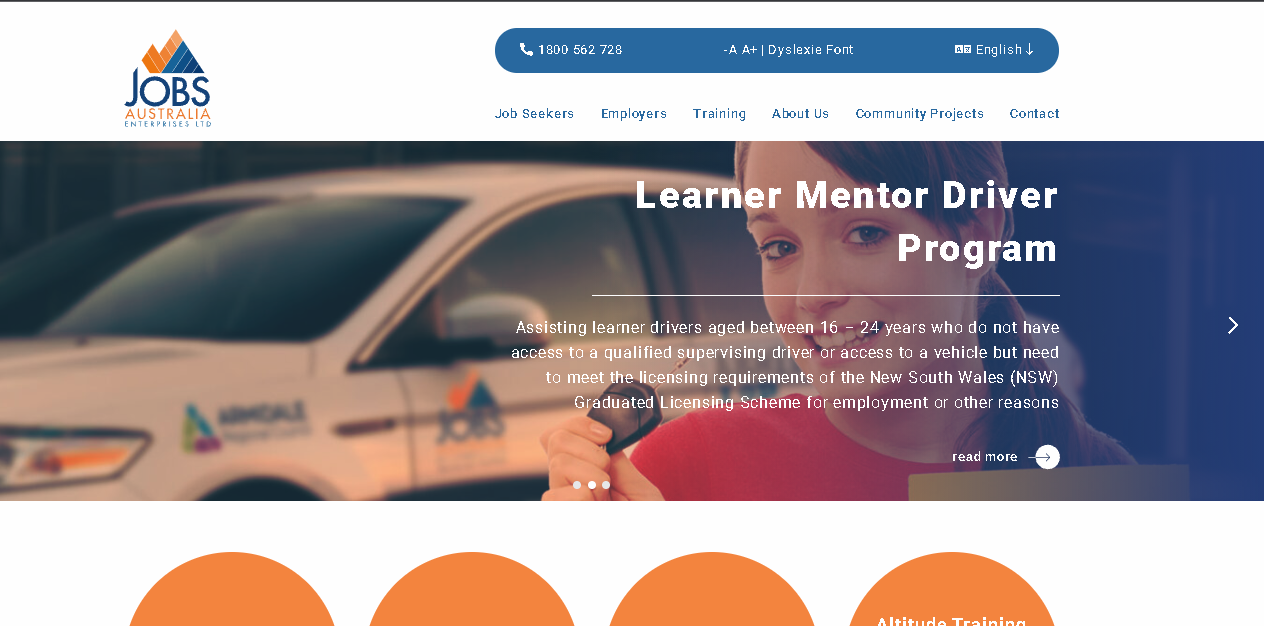 JOBS
AUSTRALIA
ENTERPRISES LTD
1800 562 728
-A A+ | Dyslexie Font
English
Job Seekers
Employers
Training
About Us
Community Projects
Contact
Learner Mentor Driver
Program
Assisting learner drivers aged between 16 – 24 years who do not have
access to a qualified supervising driver or access to a vehicle but need
to meet the licensing requirements of the New South Wales (NSW)
Graduated Licensing Scheme for employment or other reasons
ARMIDALE
Regional Council
JOBS
read more
Altitude Training